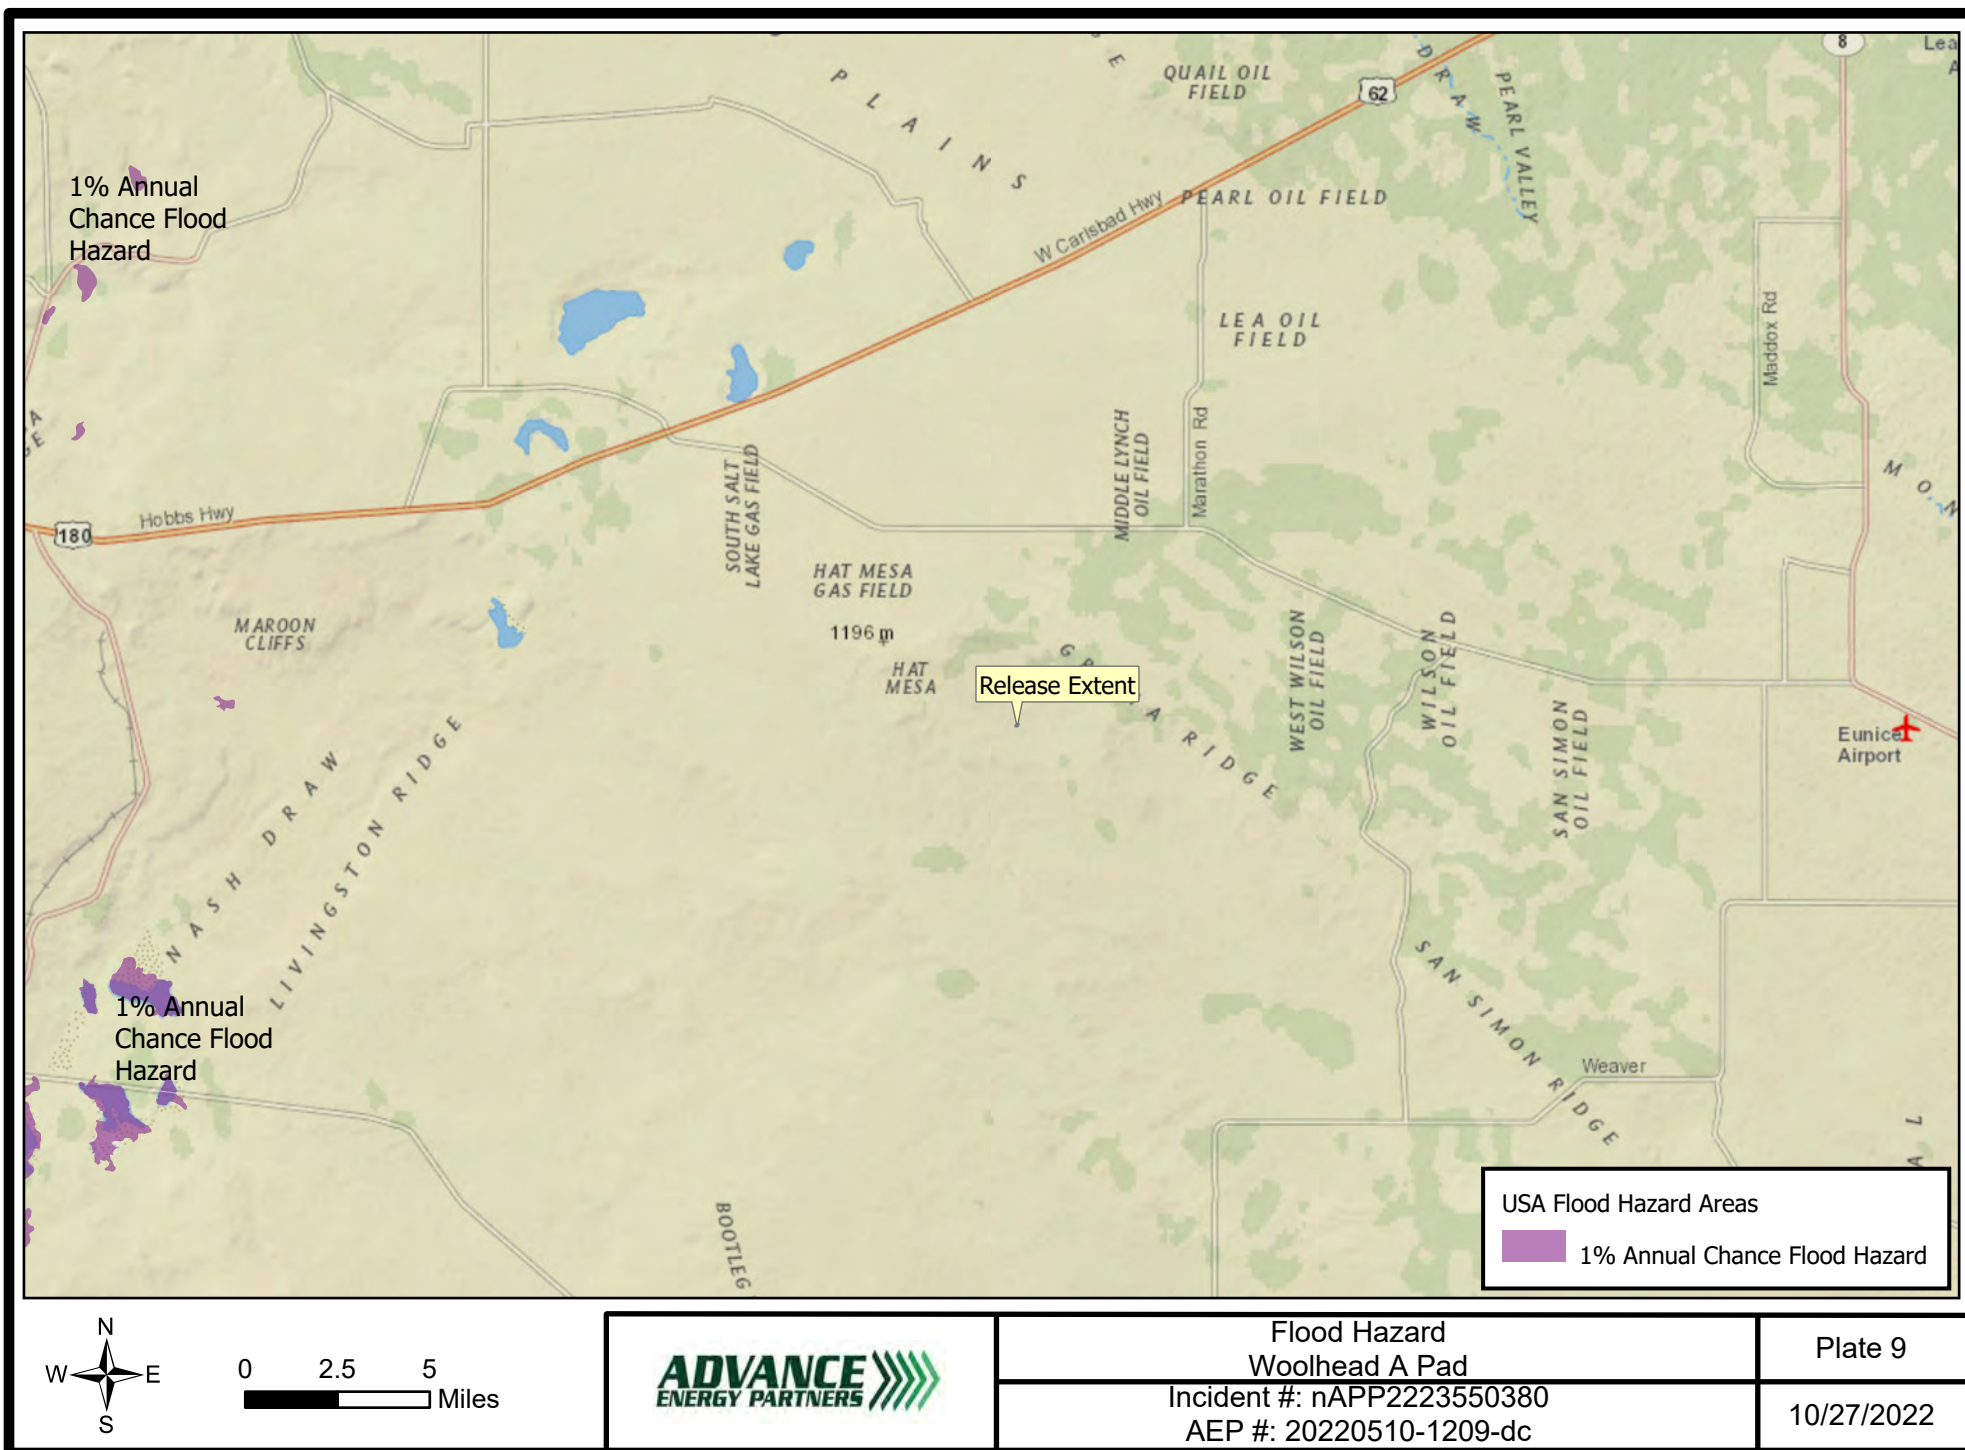 QUAIL OIL
FIELD
62
8
Lea
A
PLAINS
DRAW
PEARL VALLEY
1% Annual
Chance Flood
Hazard
W Carlsbad Hwy
PEARL OIL FIELD
LEA OIL
FIELD
Maddox Rd
MIDDLE LYNCH
OIL FIELD
Marathon Rd
SOUTH SALT
LAKE GAS FIELD
MON
Hobbs Hwy
180
HAT MESA
GAS FIELD
1196 m
MAROON
CLIFFS
HAT
MESA
Release Extent
RIDGE
WEST WILSON
OIL FIELD
WILSON
OIL FIELD
SAN SIMON
OIL FIELD
Eunice
Airport
NASH DRAW
LIVINGSTON RIDGE
1% Annual
Chance Flood
Hazard
SAN SIMON RIDGE
Weaver
BOOTLEG
USA Flood Hazard Areas
1% Annual Chance Flood Hazard
N
W E
S
0 2.5 5
Miles
ADVANCE
ENERGY PARTNERS
Flood Hazard
Woolhead A Pad
Incident #: nAPP2223550380
AEP #: 20220510-1209-dc
Plate 9
10/27/2022